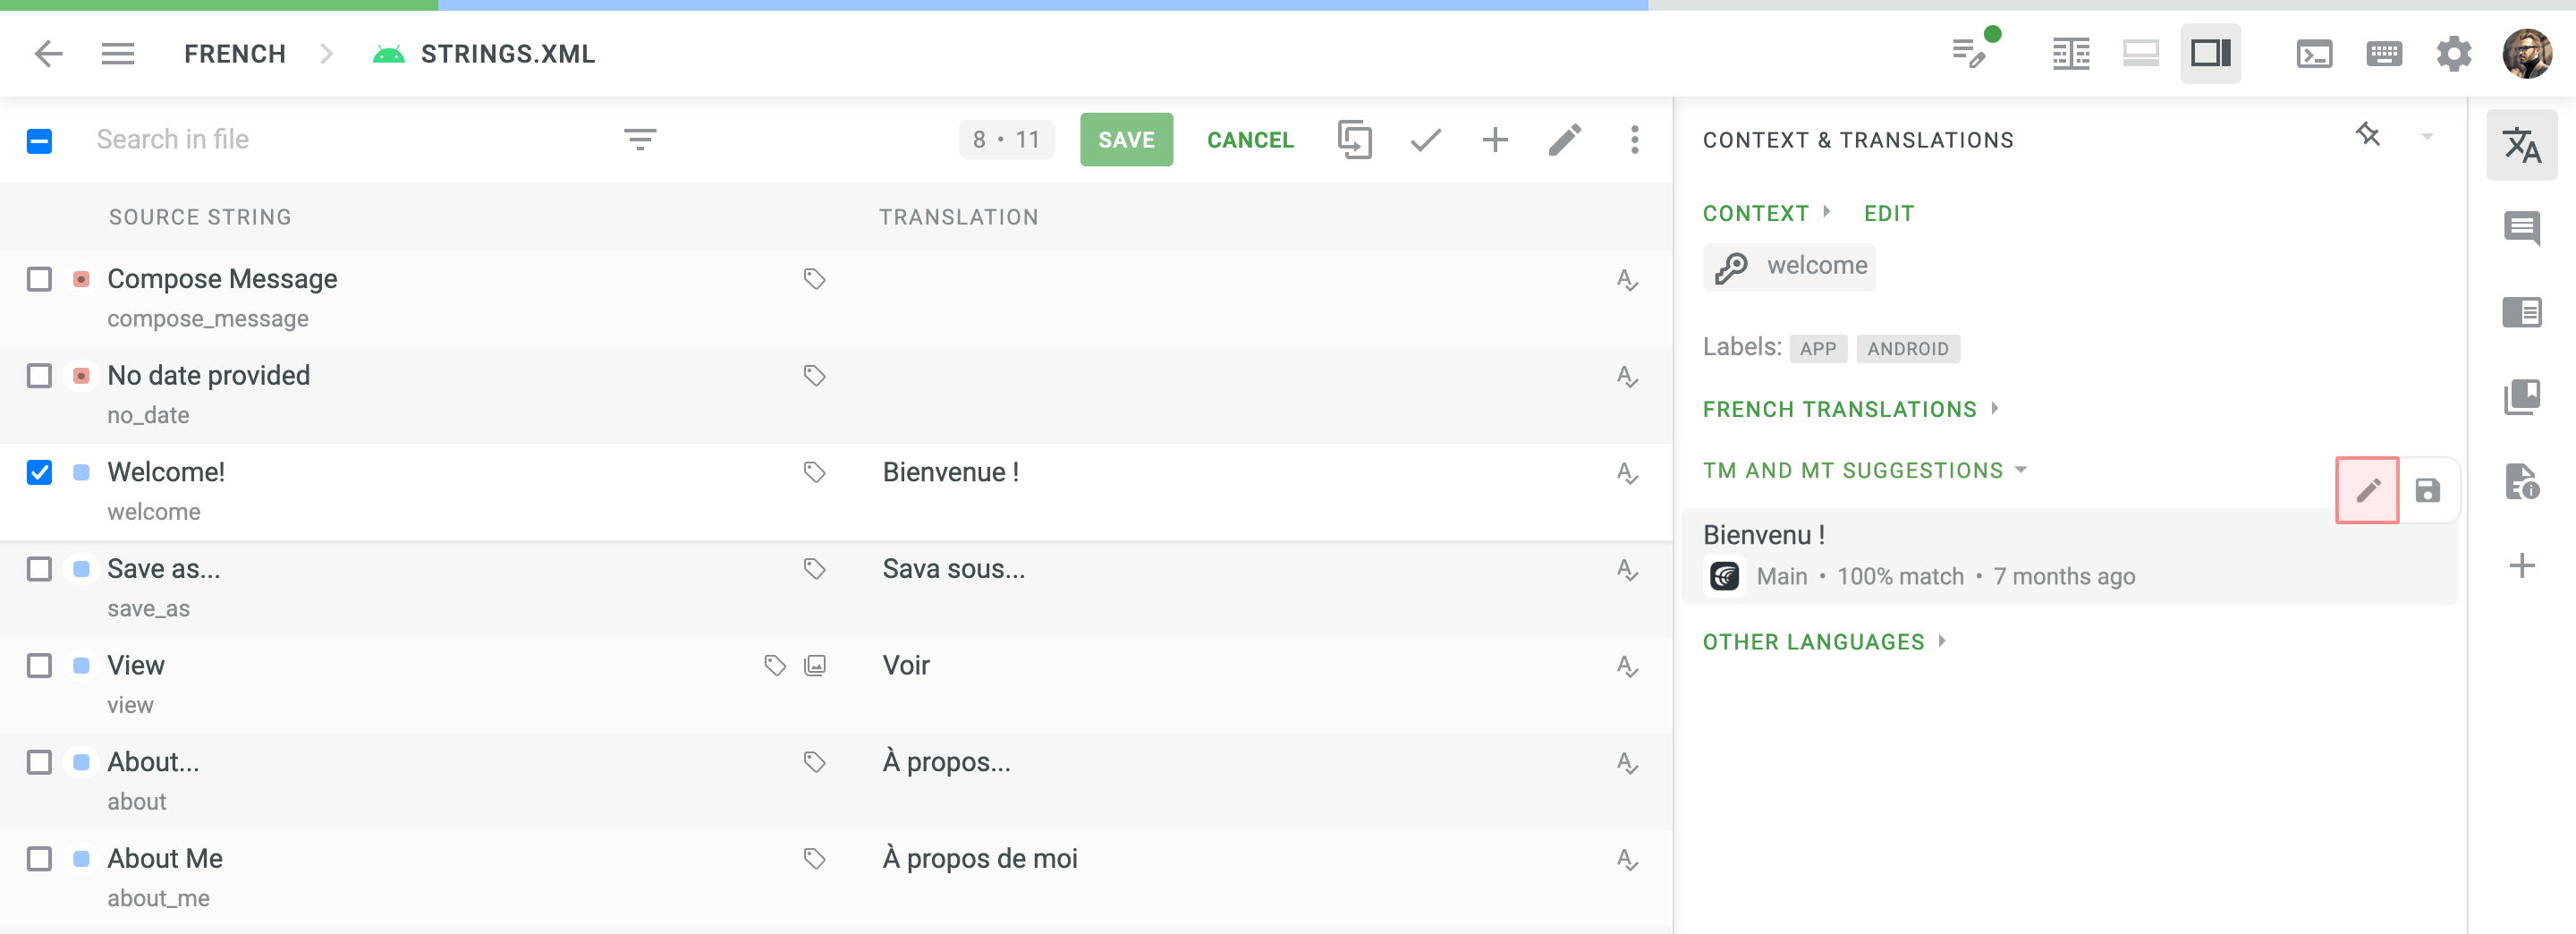 FRENCH
STRINGS.XML
Search in file
8 • 11
SAVE
CANCEL
SOURCE STRING
TRANSLATION
Compose Message
compose_message
No date provided
no_date
Welcome!
Bienvenue !
welcome
Save as...
Sava sous...
save_as
View
Voir
view
About...
À propos...
about
About Me
À propos de moi
about_me
CONTEXT & TRANSLATIONS
CONTEXT
EDIT
welcome
Labels: APP ANDROID
FRENCH TRANSLATIONS
TM AND MT SUGGESTIONS
Bienvenu !
Main • 100% match • 7 months ago
OTHER LANGUAGES